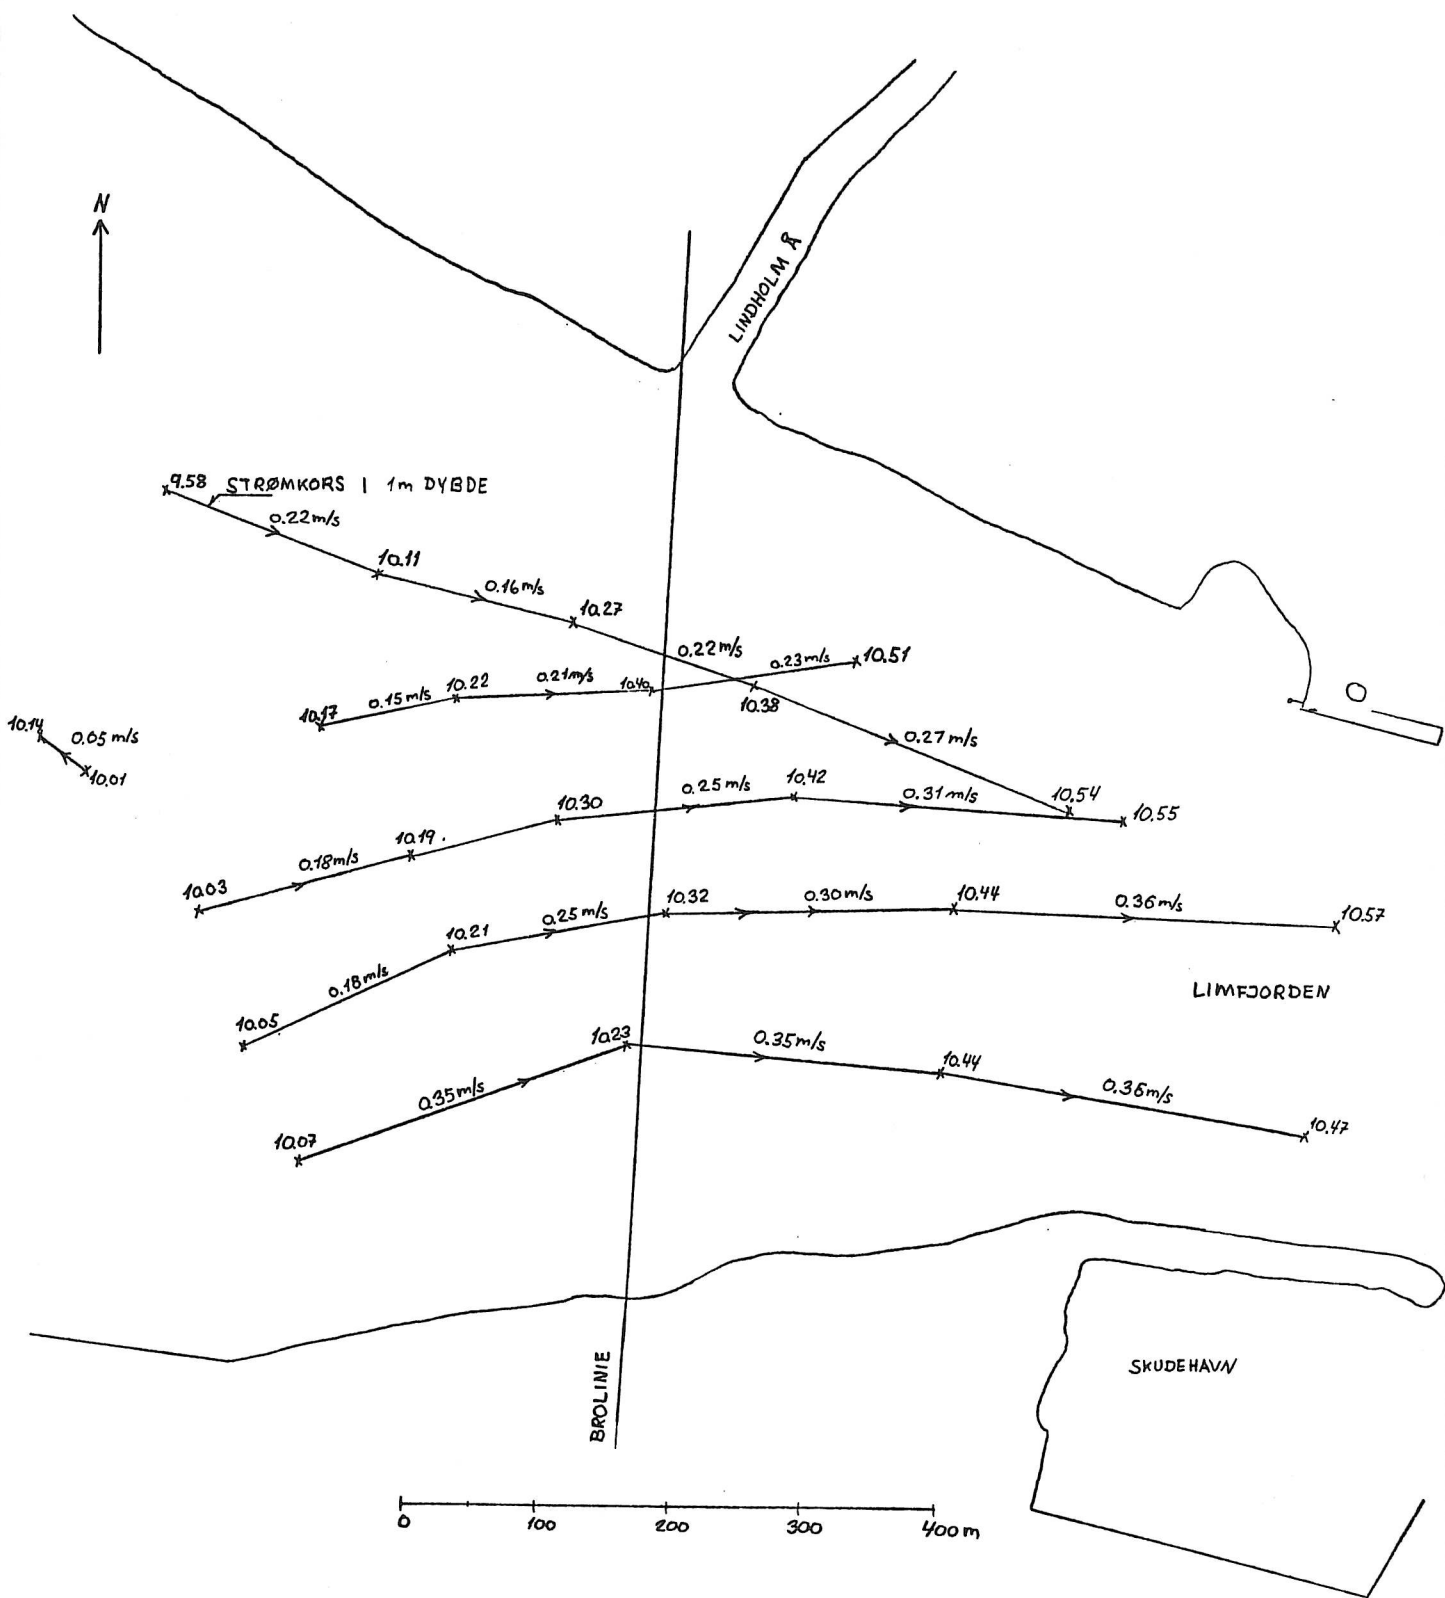 N
LINDHOLM Å
9.58
STRØMKORS I 1m DYBDE
0.22 m/s
10.11
0.16 m/s
10.27
0.22 m/s
0.23 m/s
10.51
10.17
0.15 m/s
10.22
0.21 m/s
10.40
10.38
10.14
0.05 m/s
10.01
0.27 m/s
10.03
0.18 m/s
10.19
10.30
0.25 m/s
10.42
0.31 m/s
10.54
10.55
10.05
0.18 m/s
10.21
0.25 m/s
10.32
0.30 m/s
10.44
0.36 m/s
10.57
LIMFJORDEN
10.07
0.35 m/s
10.23
0.35 m/s
10.44
0.36 m/s
10.47
BROLINIE
SKUDEHAVN
0 100 200 300 400 m